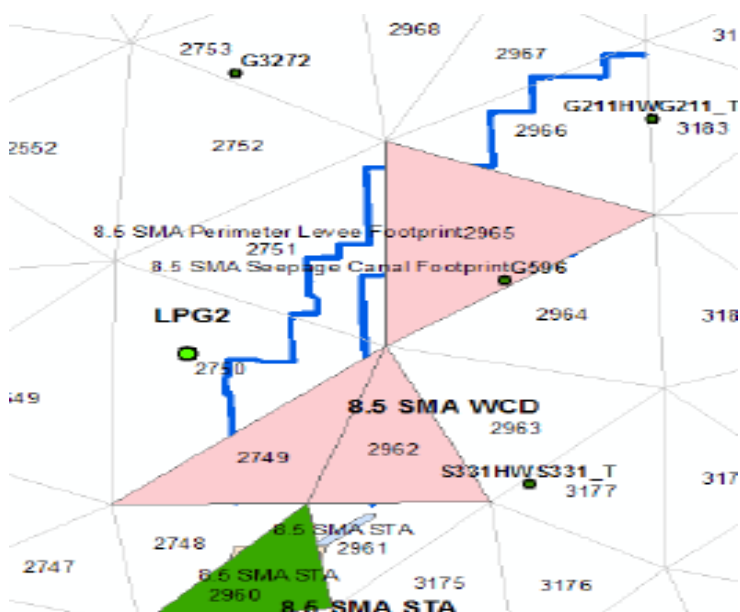 2968
31
2753
G3272
2967
G211HWG211_T
2966
3183
2552
2752
8.5 SMA Perimeter Levee Footprint2965
2751
8.5 SMA Seepage Canal FootprintG596
LPG2
2964
318
2750
649
8.5 SMA WCD
2963
2749
2962
S331HWS331_T
3177
317
8.5 SMA STA
2748
2961
2747
8.5 SMA STA
3175
3176
2960
8.5 SMA STA